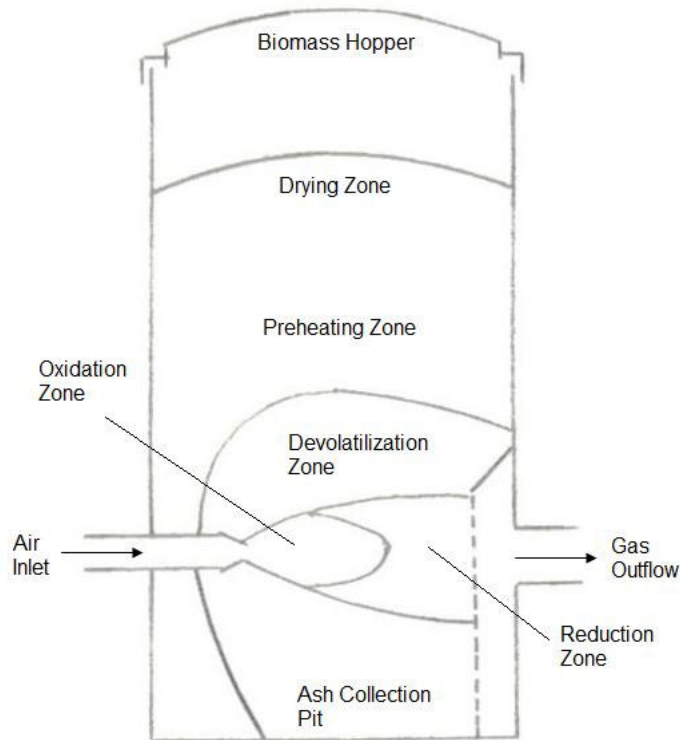 Biomass Hopper
Drying Zone
Preheating Zone
Oxidation
Zone
Devolatilization
Zone
Air
Inlet
Gas
Outflow
Reduction
Zone
Ash Collection
Pit